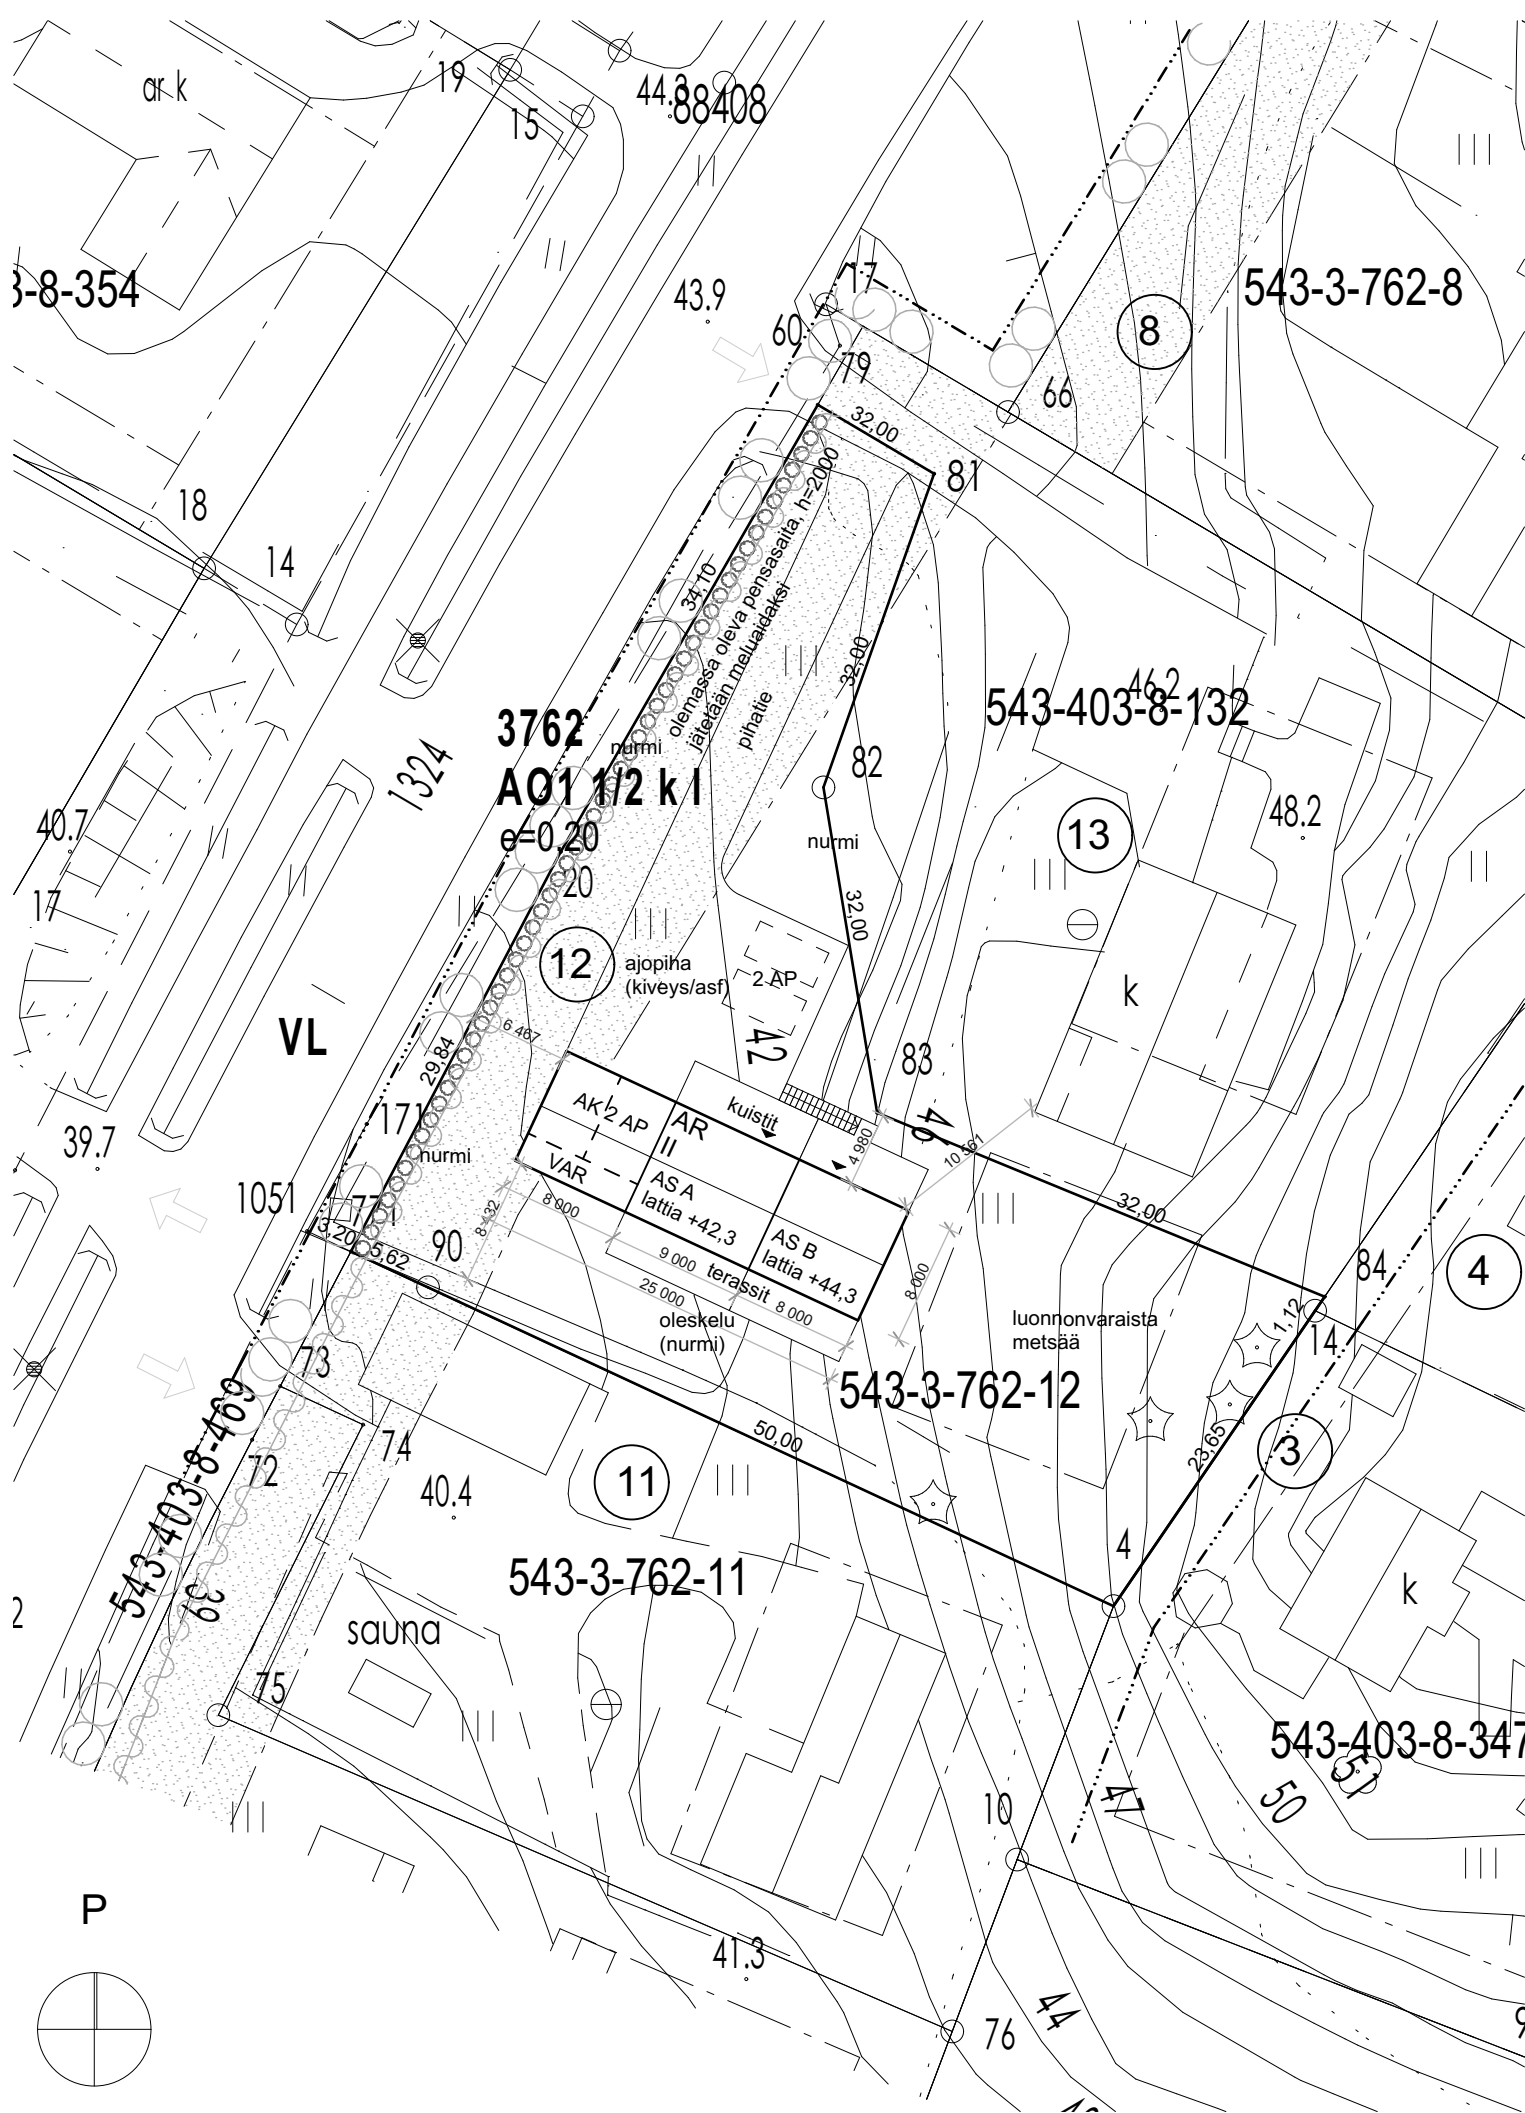 ar k
19
15
44.3
88408
3-8-354
43.9
17
60
79
543-3-762-8
8
66
32,00
81
18
14
34,10
olemassa oleva pensasaita, h=2000
jätetään meluaidaksi
pihatie
32,00
46.2
543-403-8-132
3762
nurmi
AO1 1/2 k I
e=0,20
20
1324
82
nurmi
13
48.2
40.7
17
32,00
12
ajopiha
(kiveys/asf)
2 AP
k
VL
6 467
42
83
29,84
171
39.7
nurmi
AK 2 AP
VAR
AR
II
kuistit
46
4 980
10 561
AS A
lattia +42,3
AS B
lattia +44,3
32,00
1051
77
3,20
5,62
90
8 432
8 000
9 000
terassit
8 000
25 000
8 000
oleskelu
(nurmi)
luonnonvaraista
metsää
84
4
1,12
14
543-3-762-12
73
543-403-8-469
50,00
23,65
3
74
72
40.4
11
4
543-3-762-11
39
2
sauna
k
75
543-403-8-347
51
50
47
10
P
41.3
44
76
9